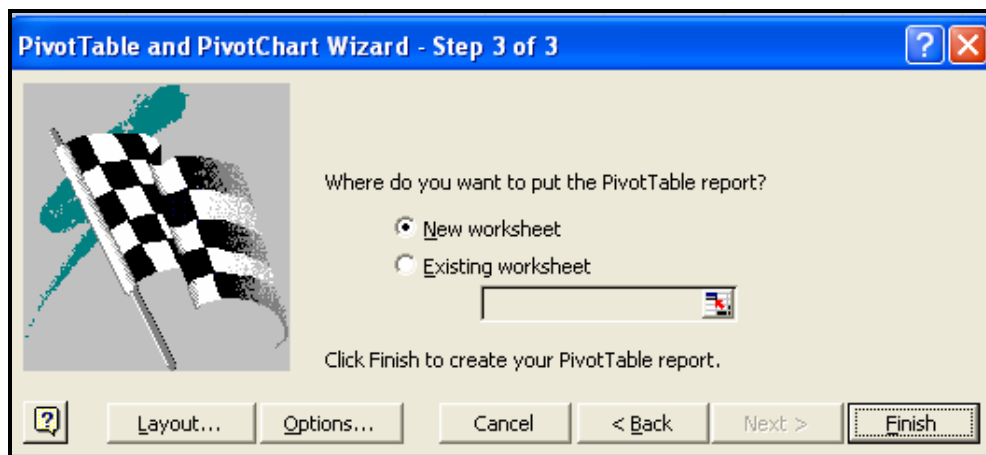 PivotTable and PivotChart Wizard - Step 3 of 3
Where do you want to put the PivotTable report?
New worksheet
Existing worksheet
Click Finish to create your PivotTable report.
Layout... Options... Cancel < Back Next > Finish